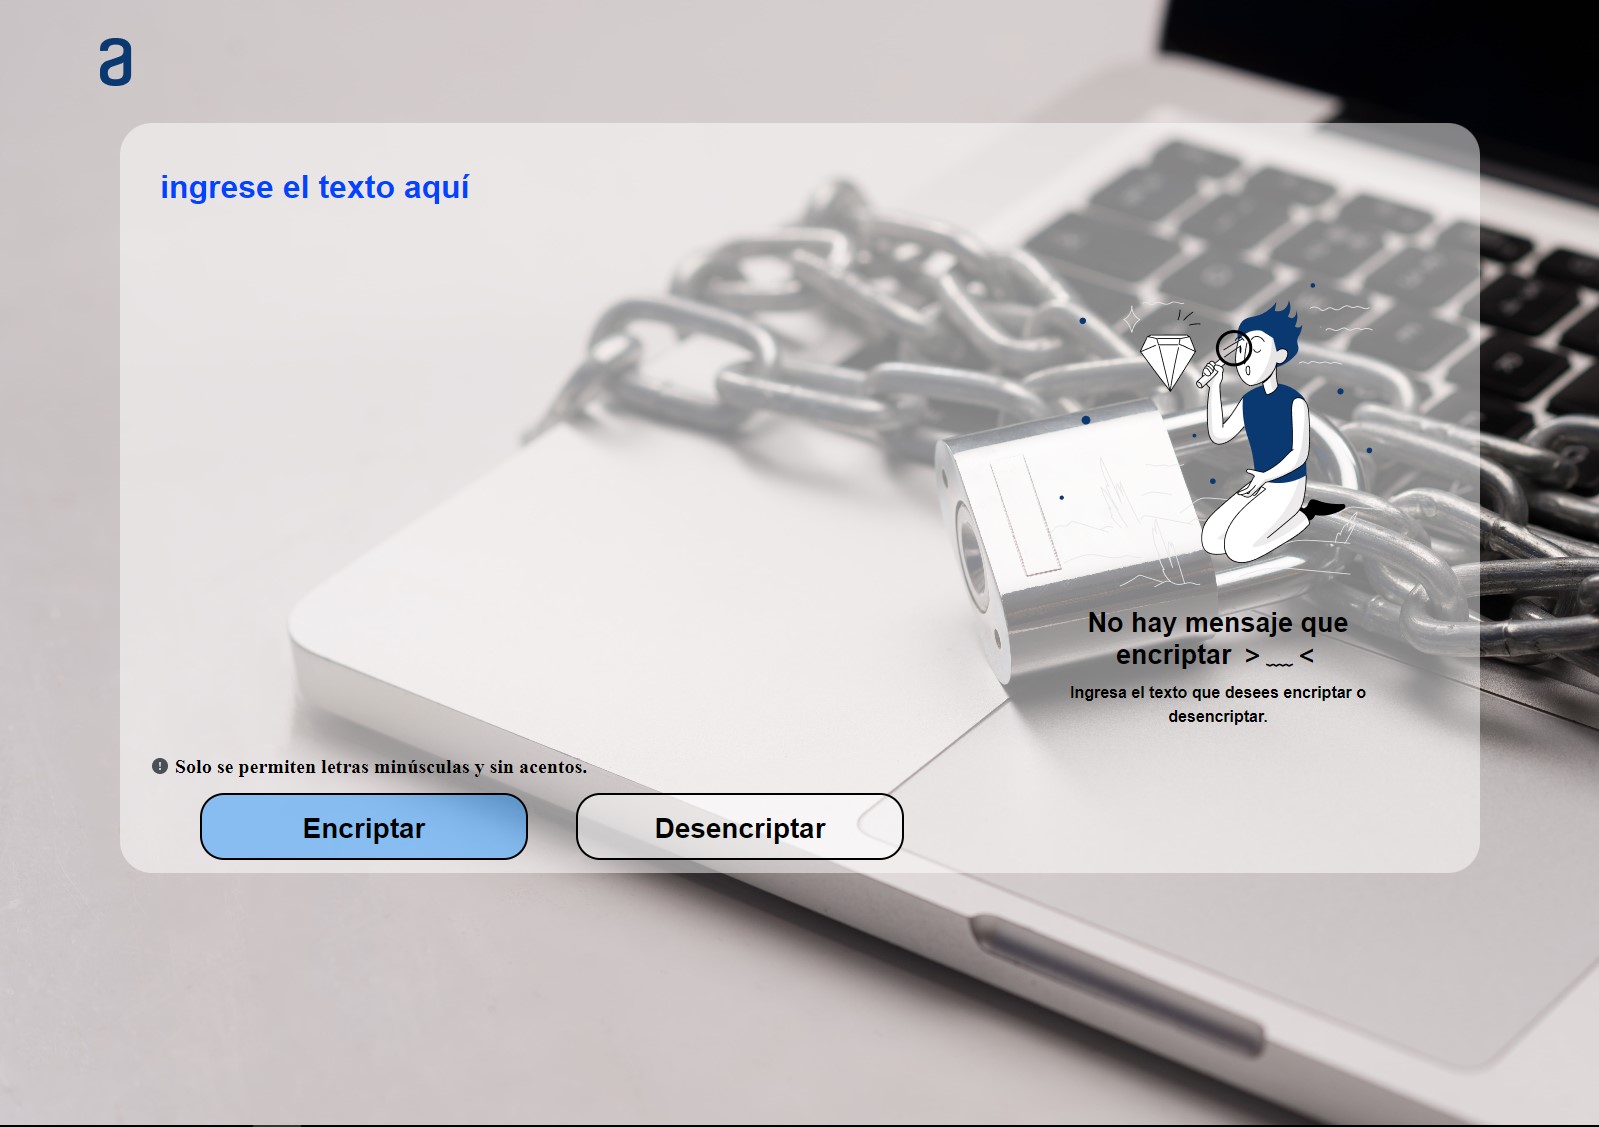 a
ingrese el texto aquí
No hay mensaje que
encriptar >﹏<
Ingresa el texto que desees encriptar o
desencriptar.
Solo se permiten letras minúsculas y sin acentos.
Encriptar
Desencriptar